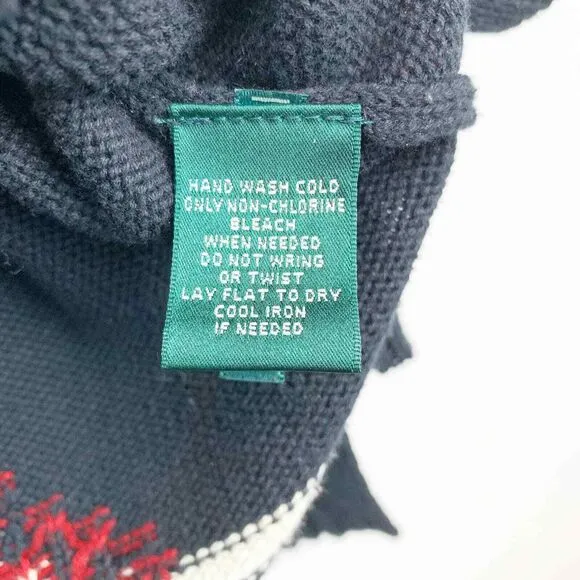 HAND WASH COLD
ONLY NON-CHLORINE
BLEACH
WHEN NEEDED
DO NOT WRING
OR TWIST
LAY FLAT TO DRY
COOL IRON
IF NEEDED